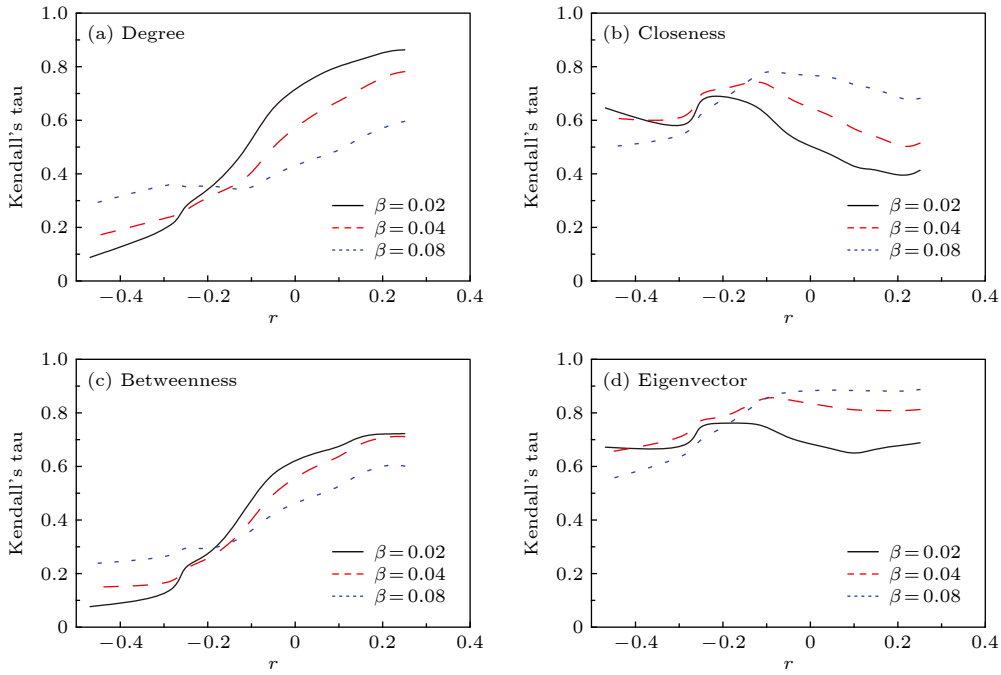 (a) Degree
Kendall's tau
1.0
0.8
0.6
0.4
0.2
0
β=0.02
β=0.04
β=0.08
−0.4 −0.2 0 0.2 0.4
r
(b) Closeness
Kendall's tau
1.0
0.8
0.6
0.4
0.2
0
β=0.02
β=0.04
β=0.08
−0.4 −0.2 0 0.2 0.4
r
(c) Betweenness
Kendall's tau
1.0
0.8
0.6
0.4
0.2
0
β=0.02
β=0.04
β=0.08
−0.4 −0.2 0 0.2 0.4
r
(d) Eigenvector
Kendall's tau
1.0
0.8
0.6
0.4
0.2
0
β=0.02
β=0.04
β=0.08
−0.4 −0.2 0 0.2 0.4
r